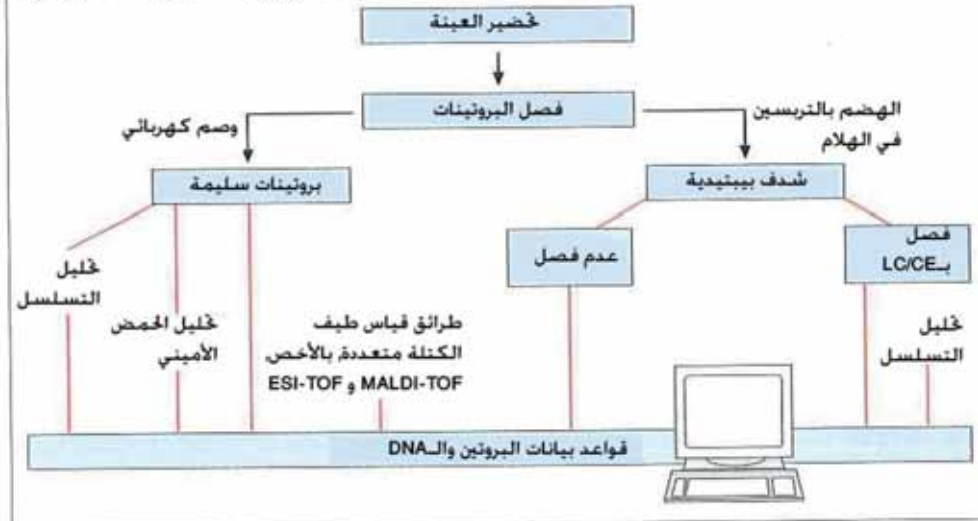 تحضير العينة
فصل البروتينات
الهضم بالتربسين
في الهلام
وصم كهربائي
شدف ببتيدية
بروتينات سليمة
فصل
بـLC/CE
عدم فصل
تحليل
التسلسل
تحليل الحمض
الأميني
طرائق قياس طيف
الكتلة متعددة، بالأخص
MALDI-TOF و ESI-TOF
تحليل
التسلسل
قواعد بيانات البروتين والـDNA